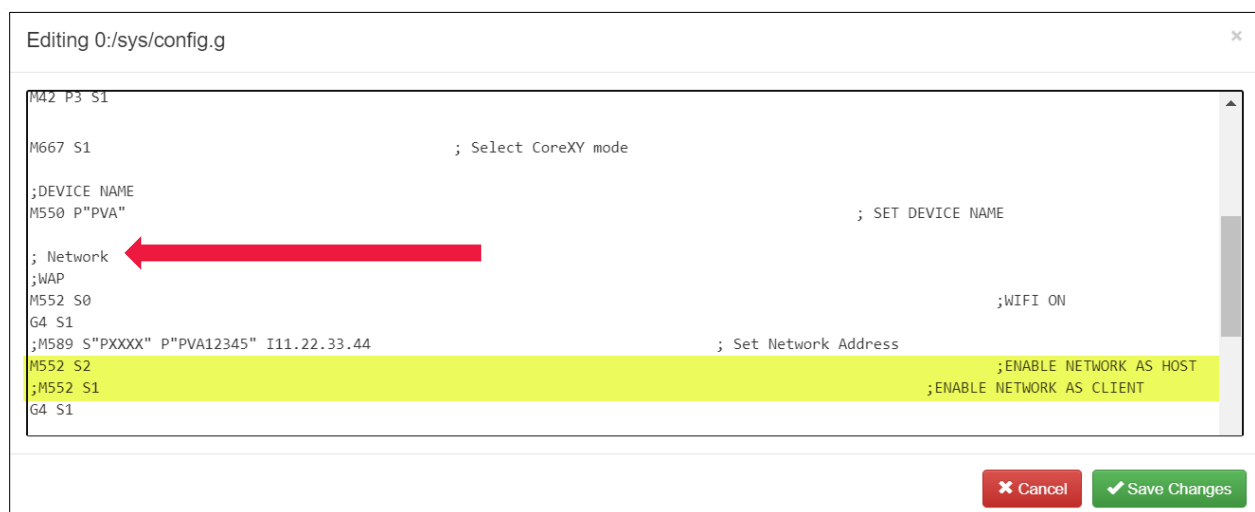 Editing 0:/sys/config.g ×
M42 P3 S1
M667 S1 ; Select CoreXY mode
;DEVICE NAME
M550 P"PVA" ; SET DEVICE NAME
; Network
;WAP
M552 S0 ;WIFI ON
G4 S1
;M589 S"PXXXX" P"PVA12345" I11.22.33.44 ; Set Network Address
M552 S2 ;ENABLE NETWORK AS HOST
;M552 S1 ;ENABLE NETWORK AS CLIENT
G4 S1
Cancel Save Changes